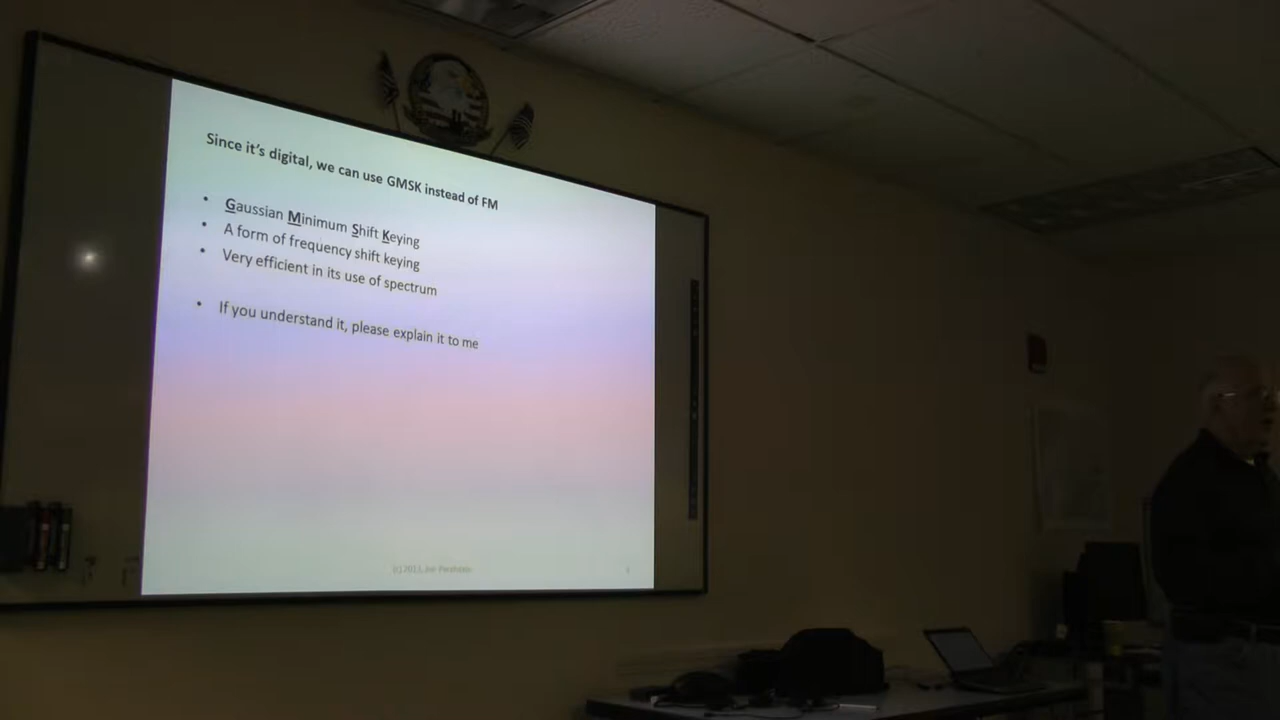 Since it's digital, we can use GMSK instead of FM
• Gaussian Minimum Shift Keying
• A form of frequency shift keying
• Very efficient in its use of spectrum
• If you understand it, please explain it to me